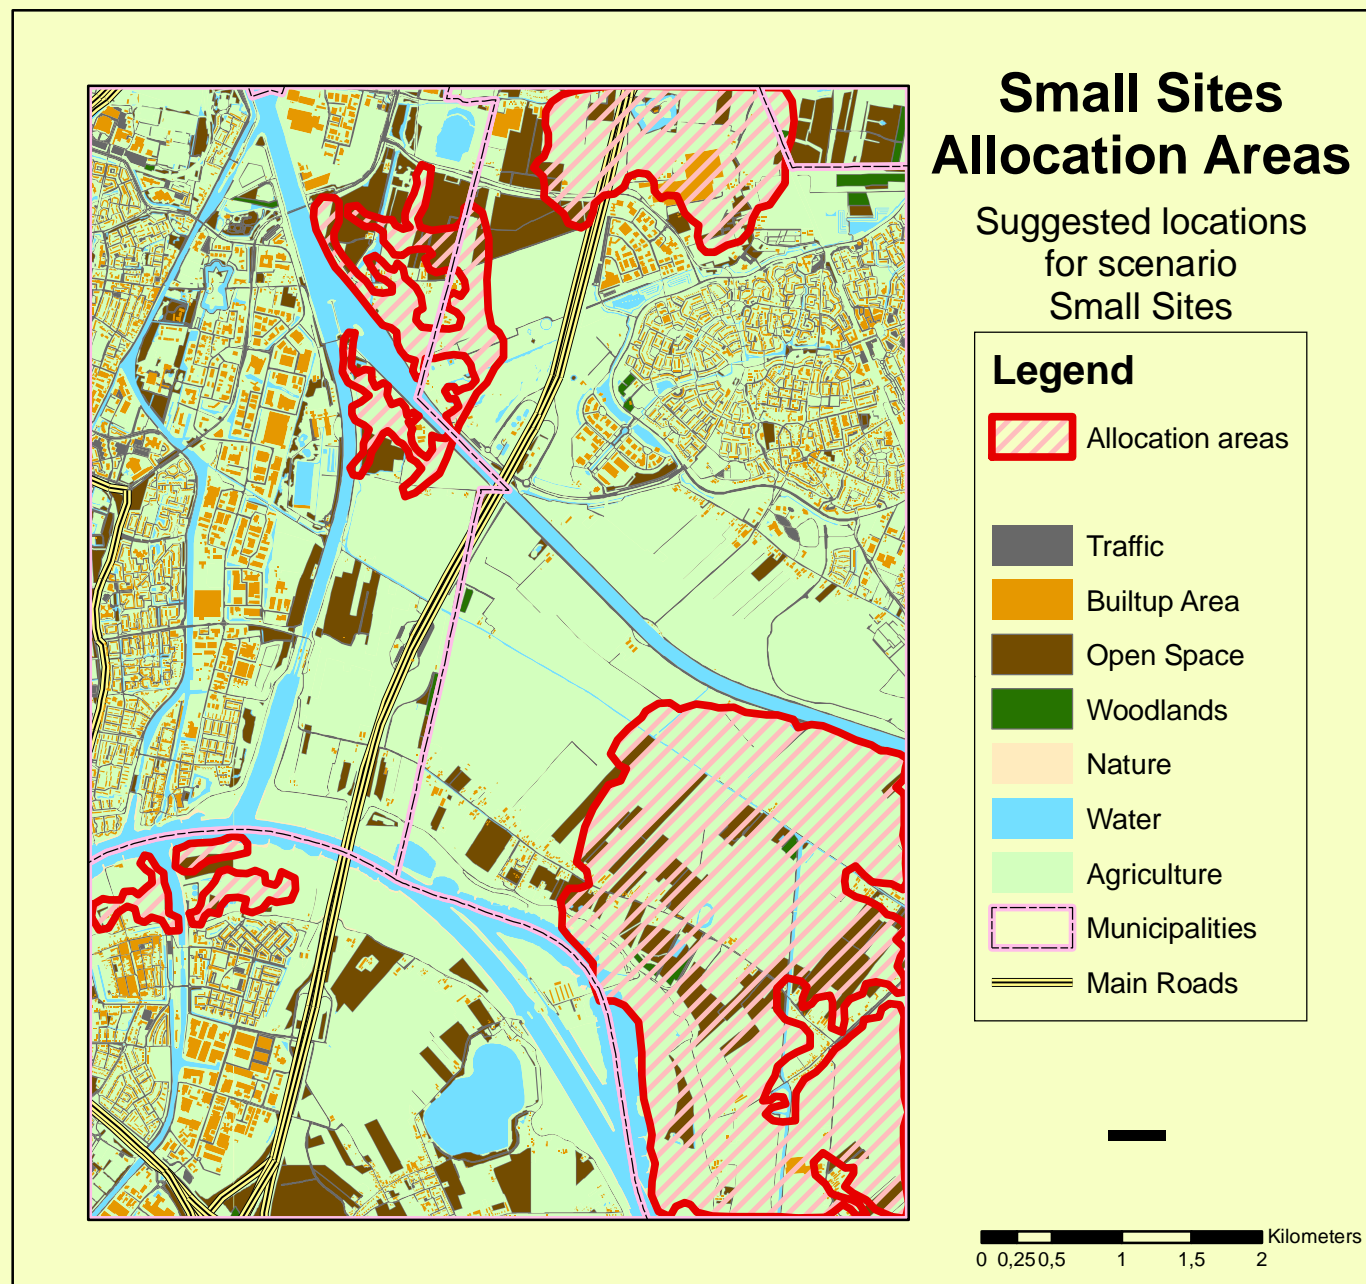 Small Sites
Allocation Areas
Suggested locations
for scenario
Small Sites
Legend
Allocation areas
Traffic
Builtup Area
Open Space
Woodlands
Nature
Water
Agriculture
Municipalities
Main Roads
Kilometers
0 0,25 0,5 1 1,5 2